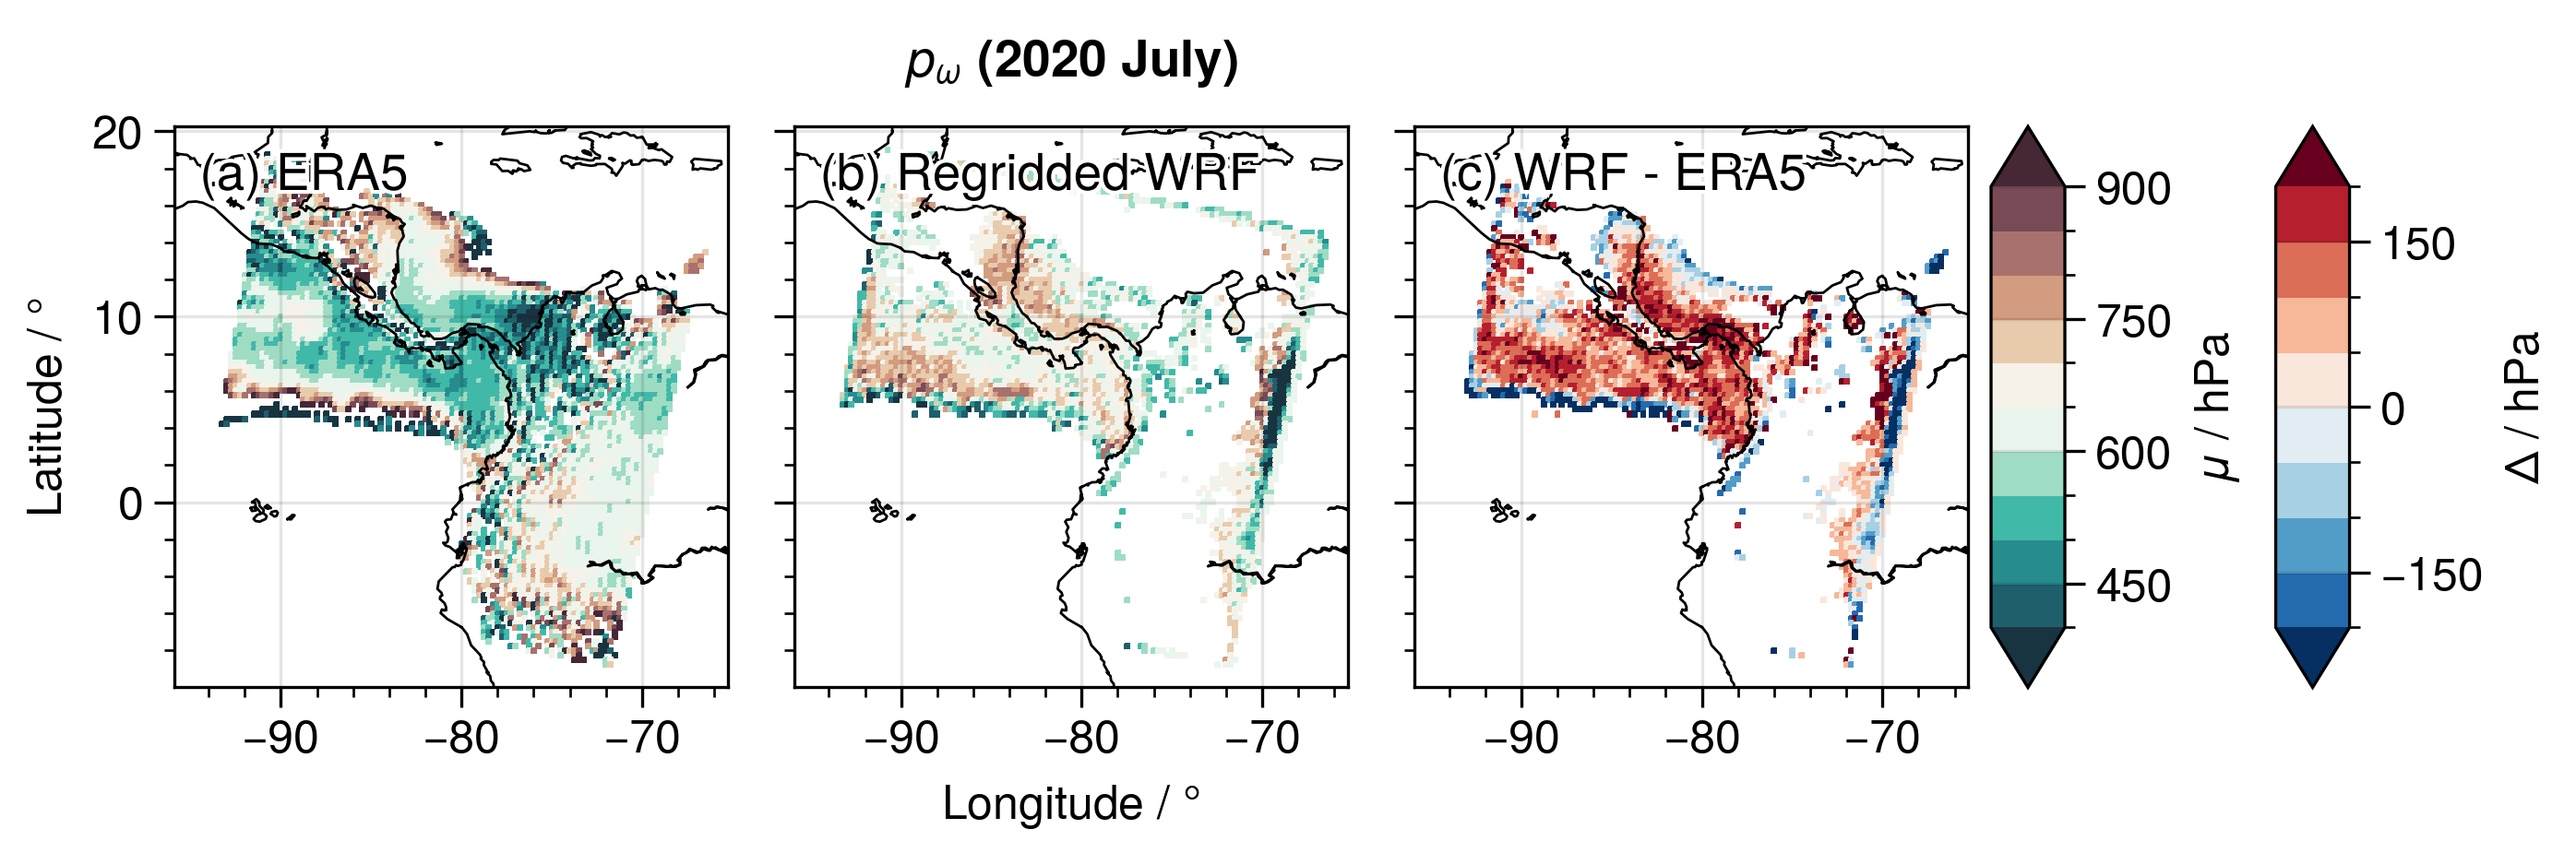 pω (2020 July)
(a) ERA5
(b) Regridded WRF
(c) WRF - ERA5
20
10
0
Latitude / °
−90
−80
−70
−90
−80
−70
−90
−80
−70
Longitude / °
900
750
600
450
μ / hPa
150
0
−150
Δ / hPa